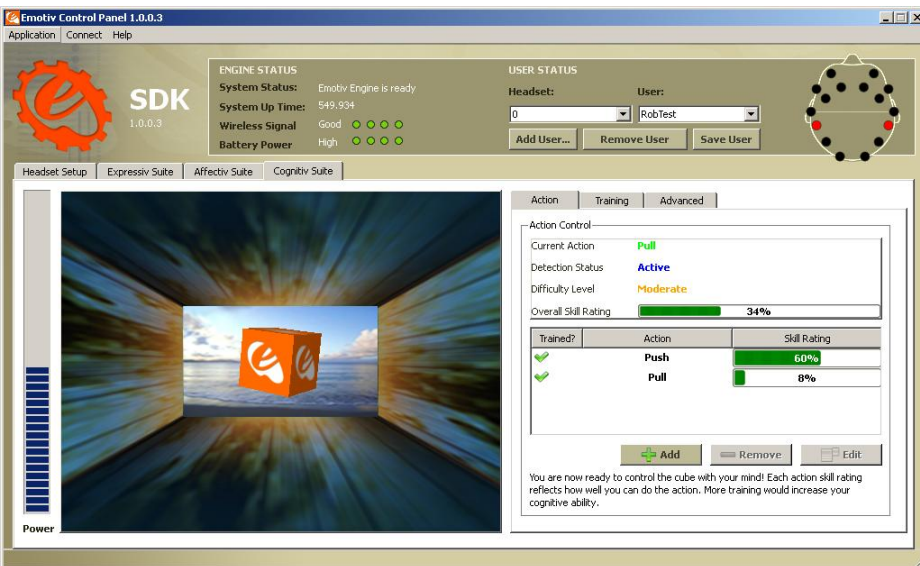 Emotiv Control Panel 1.0.0.3
Application Connect Help
SDK
1.0.0.3
ENGINE STATUS
System Status: Emotiv Engine is ready
System Up Time: 549.934
Wireless Signal Good
Battery Power High
USER STATUS
Headset: User:
0 RobTest
Add User... Remove User Save User
Headset Setup Expressiv Suite Affectiv Suite Cognitiv Suite
Power
Action Training Advanced
Action Control
Current Action Pull
Detection Status Active
Difficulty Level Moderate
Overall Skill Rating 34%
Trained? Action Skill Rating
Push 60%
Pull 8%
Add Remove Edit
You are now ready to control the cube with your mind! Each action skill rating
reflects how well you can do the action. More training would increase your
cognitive ability.